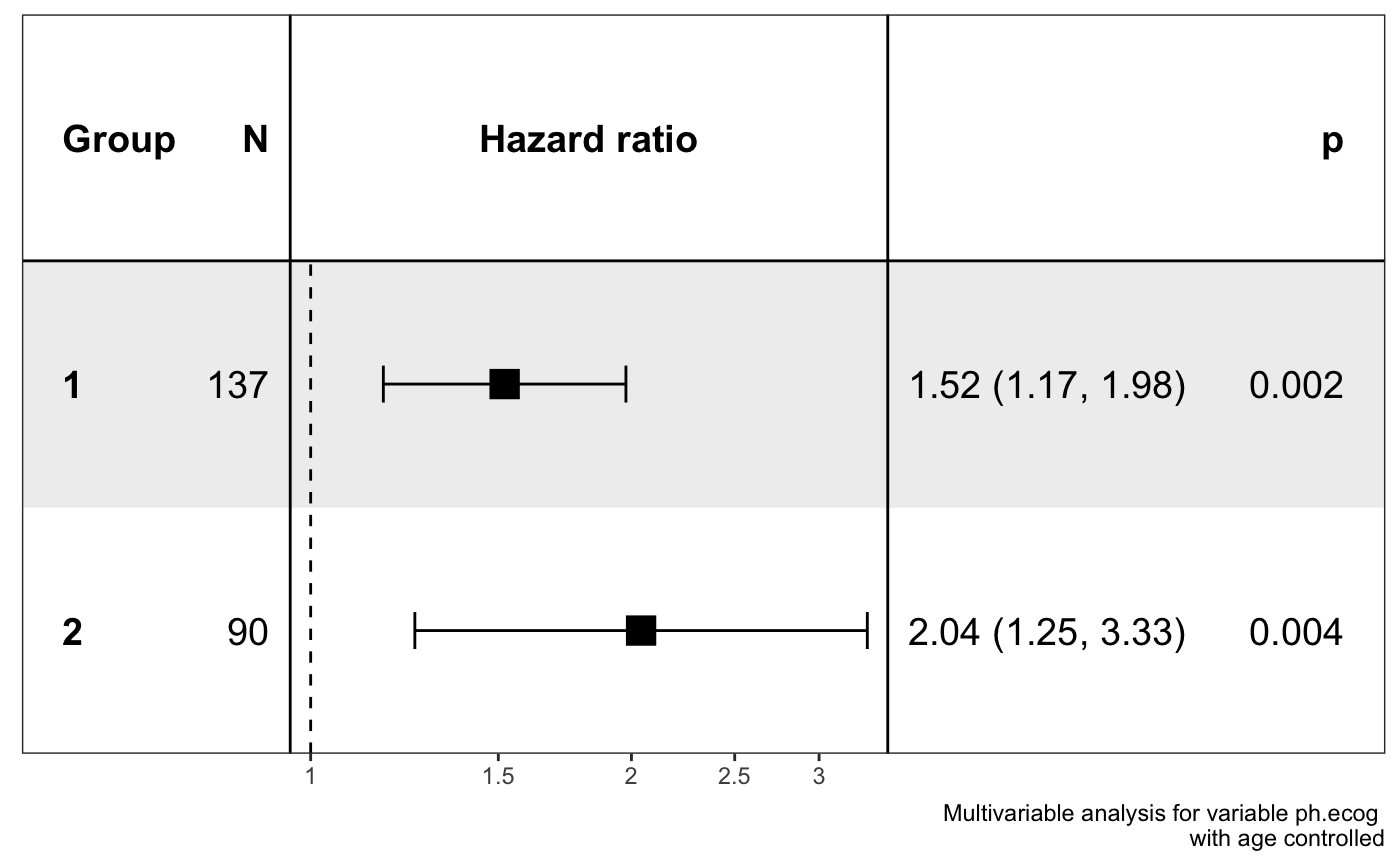 Group N Hazard ratio p
1 137 1.52 (1.17, 1.98) 0.002
2 90 2.04 (1.25, 3.33) 0.004
1 1.5 2 2.5 3
Multivariable analysis for variable ph.ecog
with age controlled